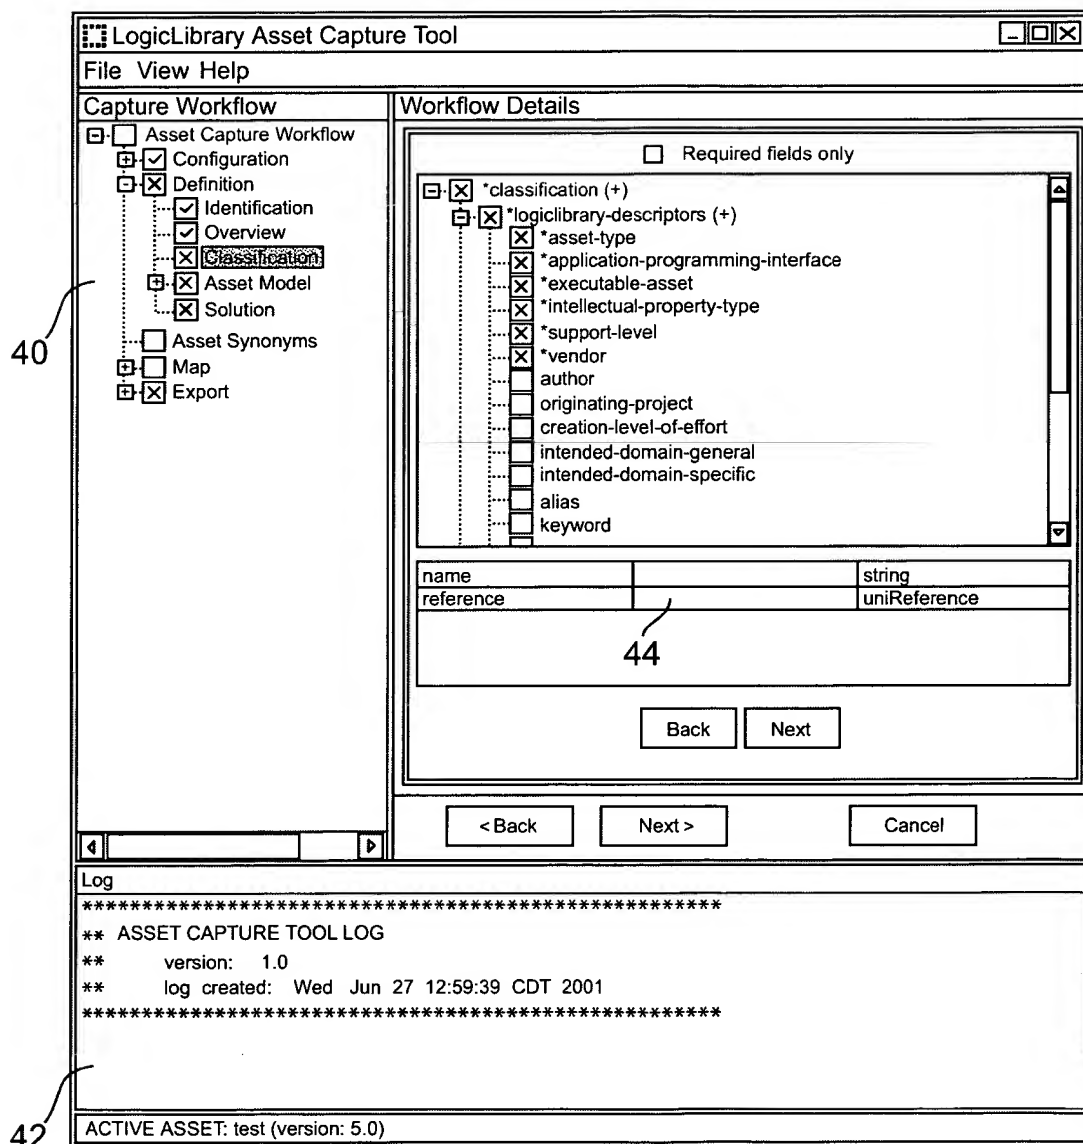 LogicLibrary Asset Capture Tool
File View Help
Capture Workflow
Asset Capture Workflow
Configuration
Definition
Identification
Overview
Classification
Asset Model
Solution
Asset Synonyms
Map
Export
40
Workflow Details
Required fields only
*classification (+)
*logiclibrary-descriptors (+)
*asset-type
*application-programming-interface
*executable-asset
*intellectual-property-type
*support-level
*vendor
author
originating-project
creation-level-of-effort
intended-domain-general
intended-domain-specific
alias
keyword
name string
reference uniReference
44
Back Next
< Back Next > Cancel
Log
*****************************************************
** ASSET CAPTURE TOOL LOG
** version: 1.0
** log created: Wed Jun 27 12:59:39 CDT 2001
*****************************************************
42
ACTIVE ASSET: test (version: 5.0)